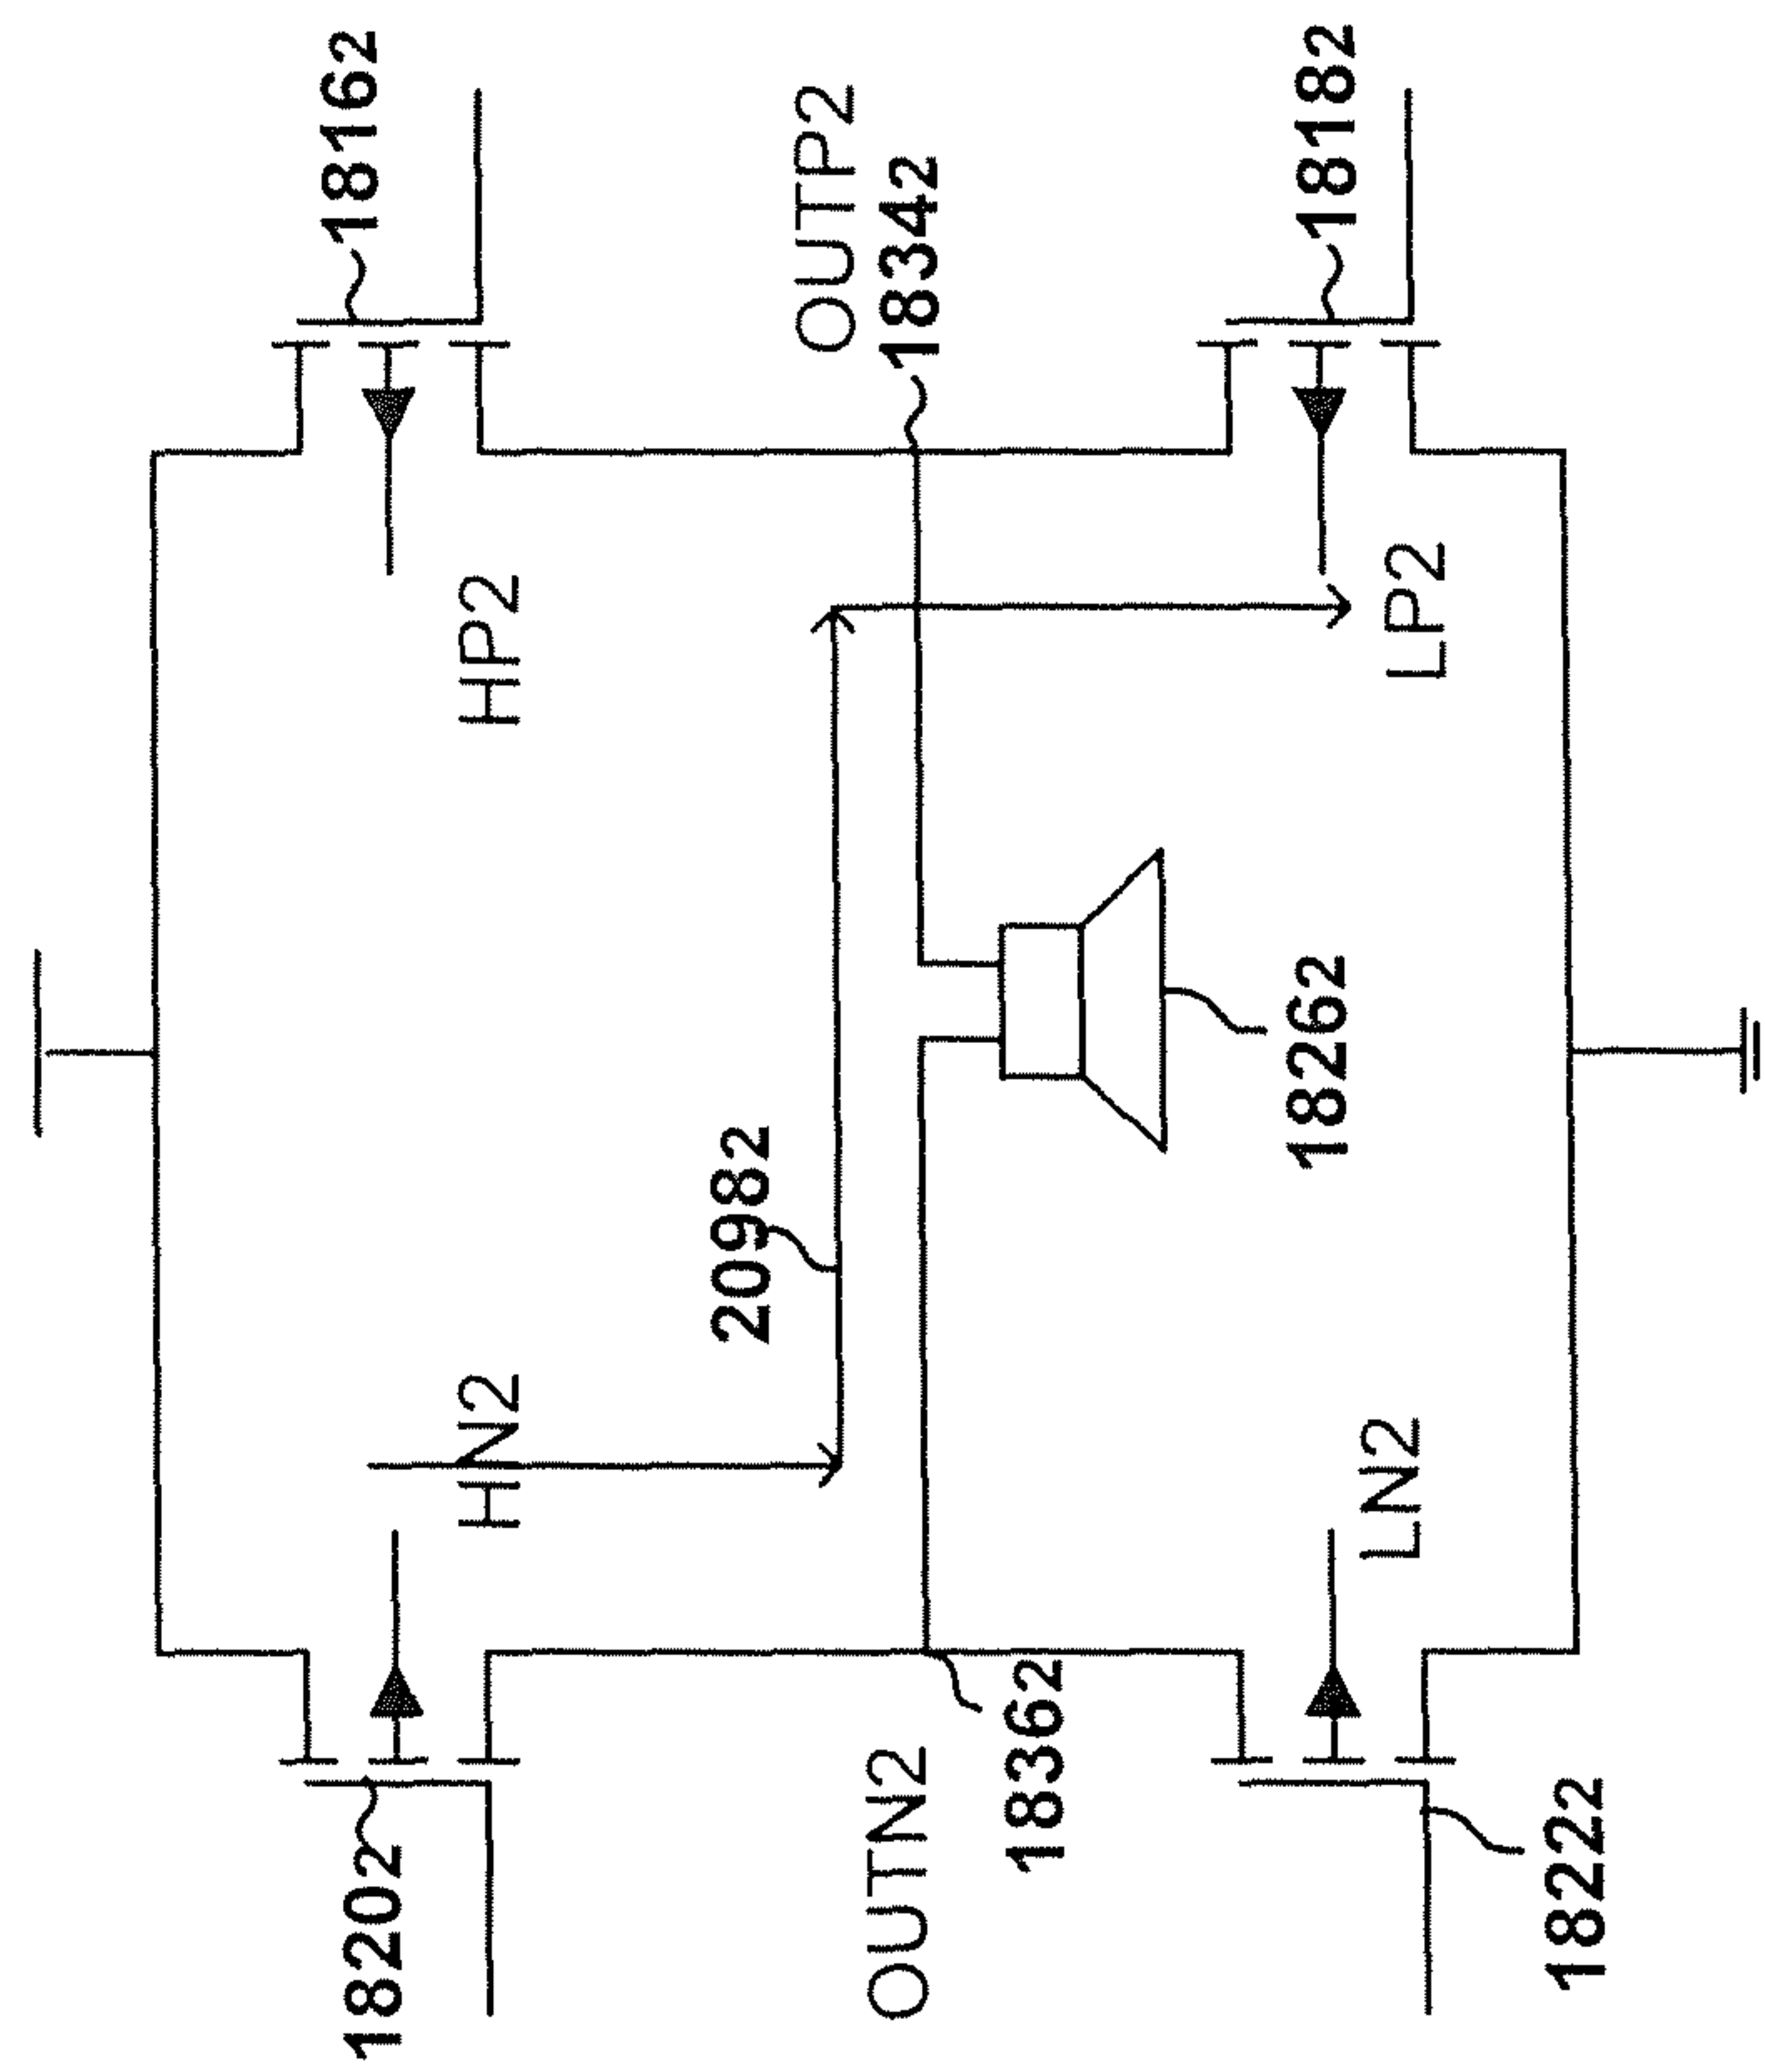 1820₂
1816₂
HN2
HP2
2098₂
OUTP2
1834₂
OUTN2
1836₂
1826₂
1818₂
LN2
LP2
1822₂